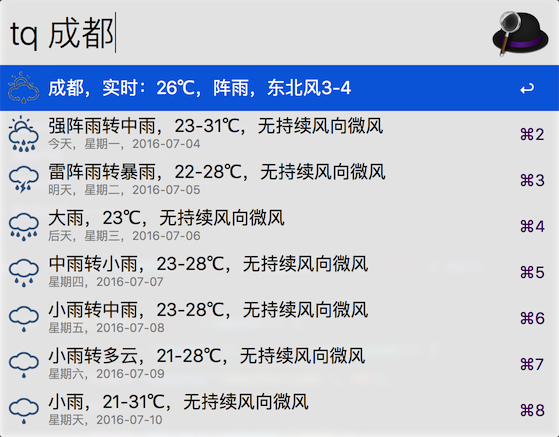 tq 成都
成都，实时：26℃，阵雨，东北风3-4
↩
强阵雨转中雨，23-31℃，无持续风向微风
⌘2
今天，星期一，2016-07-04
雷阵雨转暴雨，22-28℃，无持续风向微风
⌘3
明天，星期二，2016-07-05
大雨，23℃，无持续风向微风
⌘4
后天，星期三，2016-07-06
中雨转小雨，23-28℃，无持续风向微风
⌘5
星期四，2016-07-07
小雨转中雨，23-28℃，无持续风向微风
⌘6
星期五，2016-07-08
小雨转多云，21-28℃，无持续风向微风
⌘7
星期六，2016-07-09
小雨，21-31℃，无持续风向微风
⌘8
星期天，2016-07-10